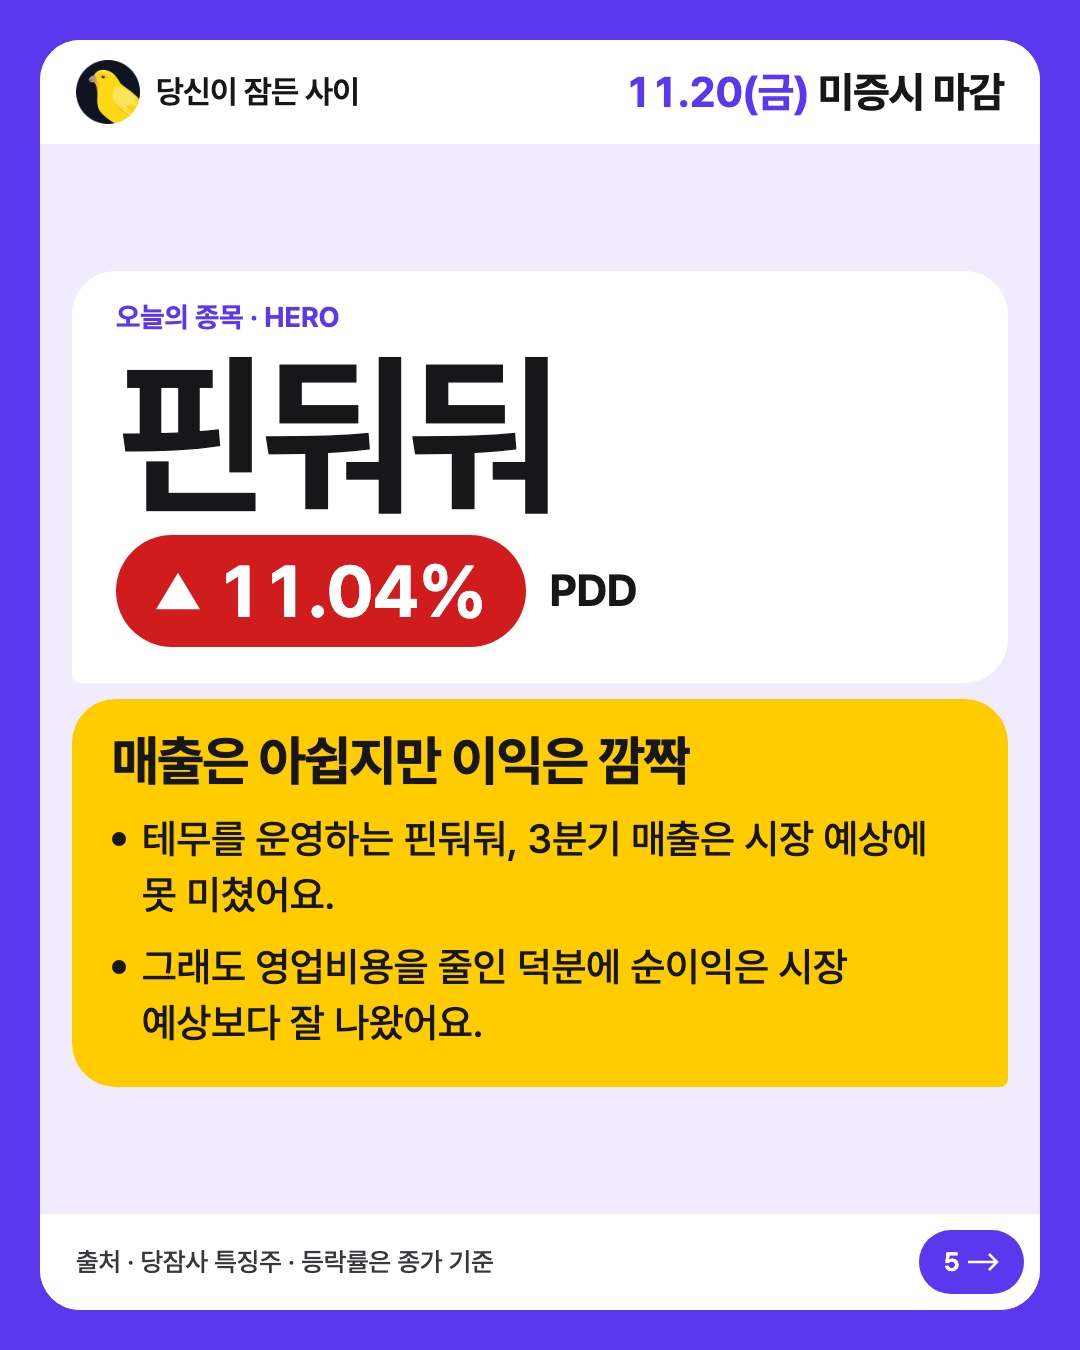 당신이 잠든 사이
11.20(금) 미증시 마감
오늘의 종목 · HERO
핀둬둬
▲ 11.04% PDD
매출은 아쉽지만 이익은 깜짝
• 테무를 운영하는 핀둬둬, 3분기 매출은 시장 예상에
못 미쳤어요.
• 그래도 영업비용을 줄인 덕분에 순이익은 시장
예상보다 잘 나왔어요.
출처 · 당잠사 특징주 · 등락률은 종가 기준
5 →